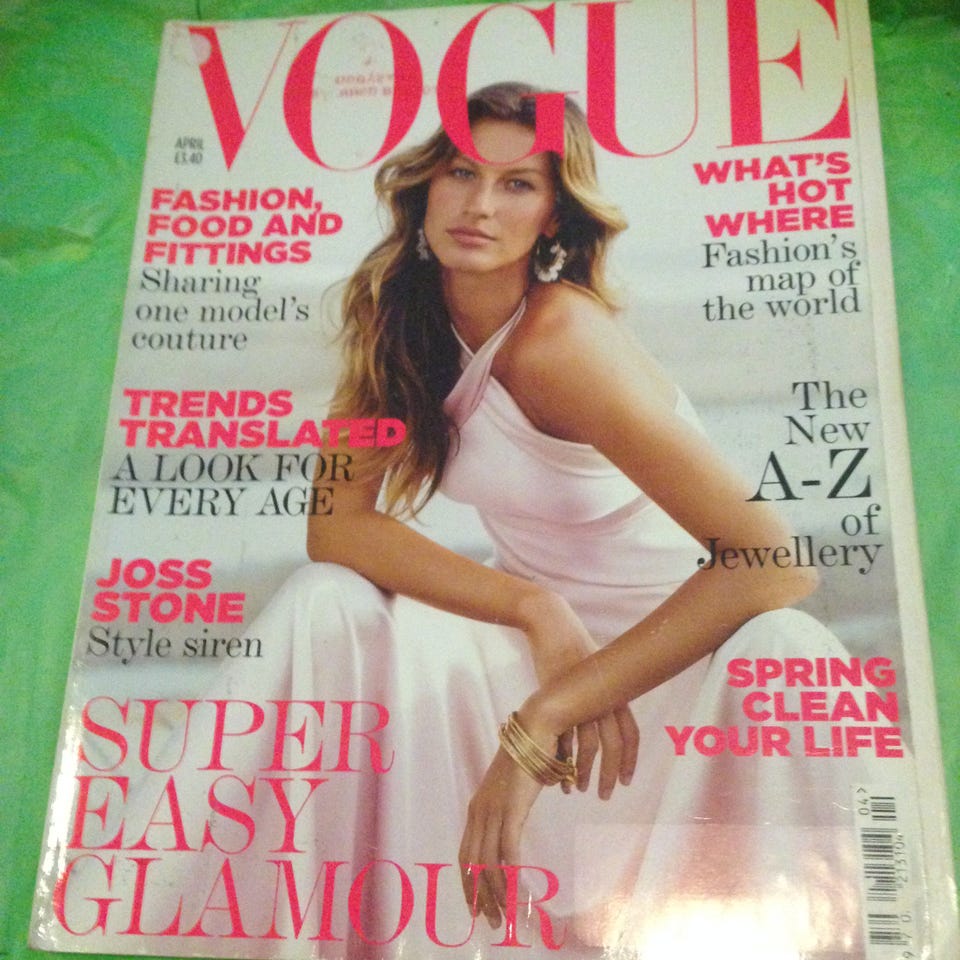 VOGUE
APRIL
£3.40
FASHION,
FOOD AND
FITTINGS
Sharing
one model's
couture
TRENDS
TRANSLATED
A LOOK FOR
EVERY AGE
JOSS
STONE
Style siren
SUPER
EASY
GLAMOUR
WHAT'S
HOT
WHERE
Fashion's
map of
the world
The
New
A-Z
of
Jewellery
SPRING
CLEAN
YOUR LIFE
04>